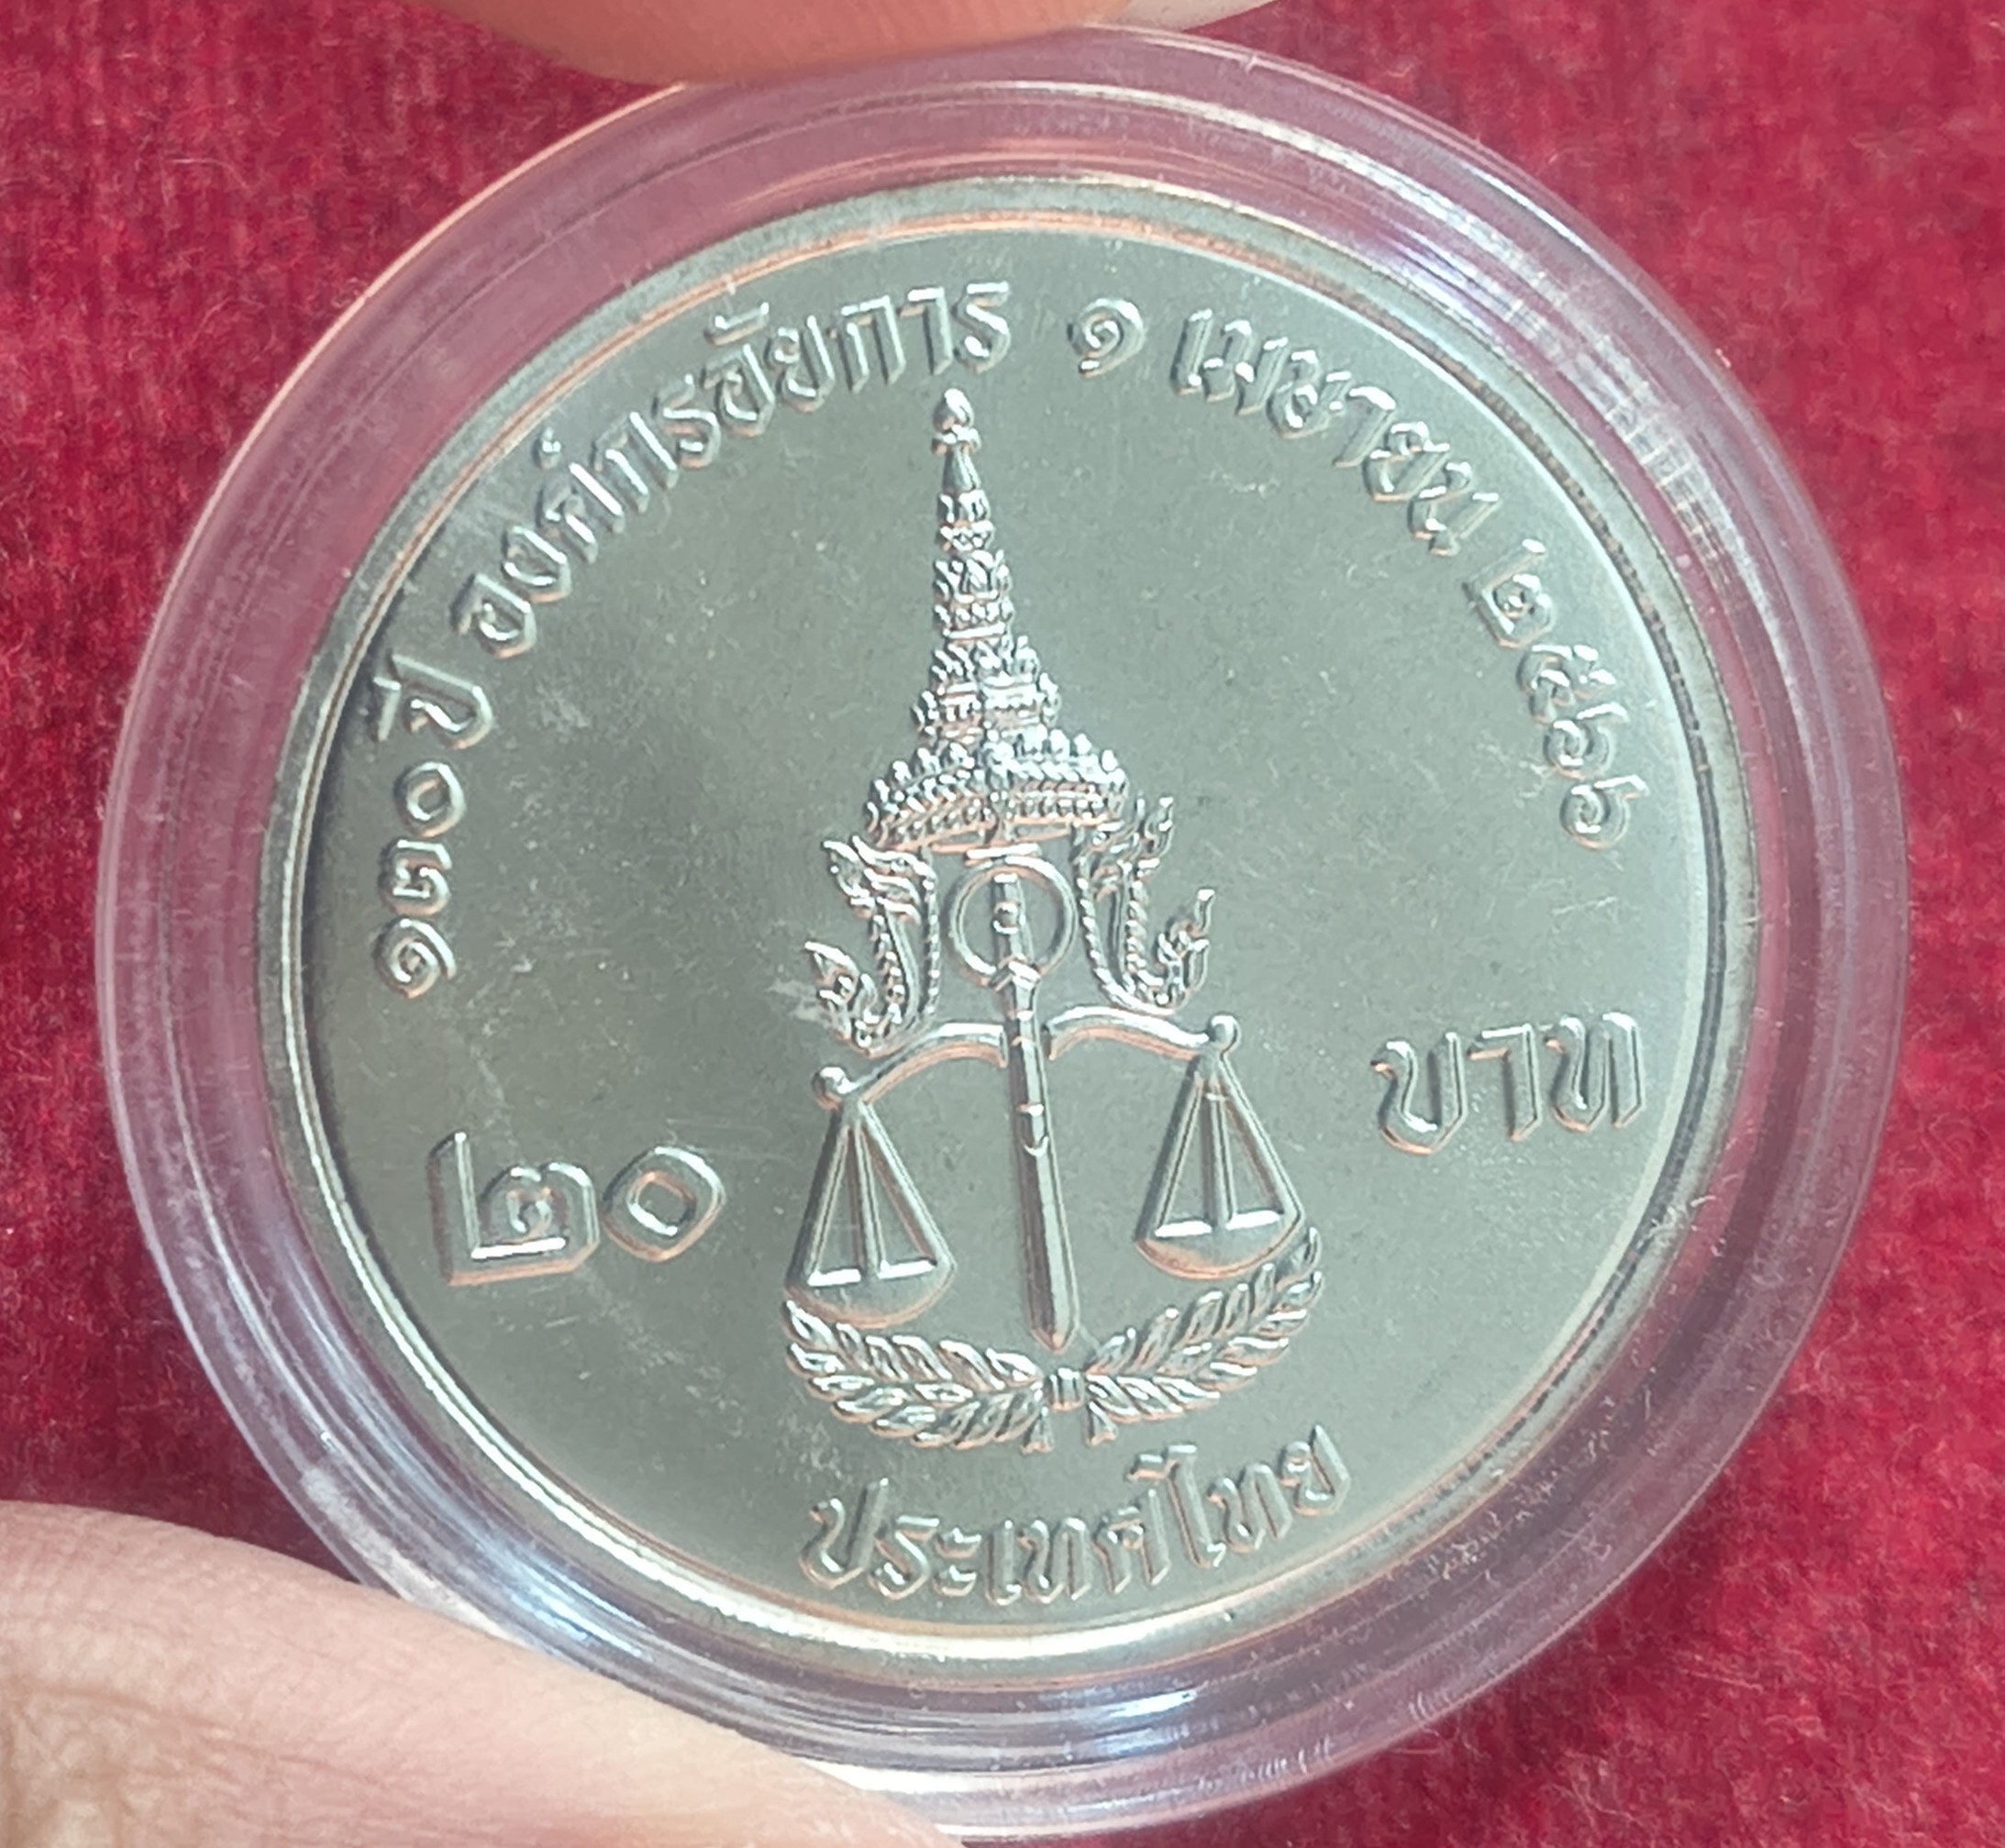 ๑๓๐ ปี องค์กรอัยการ ๑ เมษายน ๒๕๖๖
๒๐ บาท
ประเทศไทย